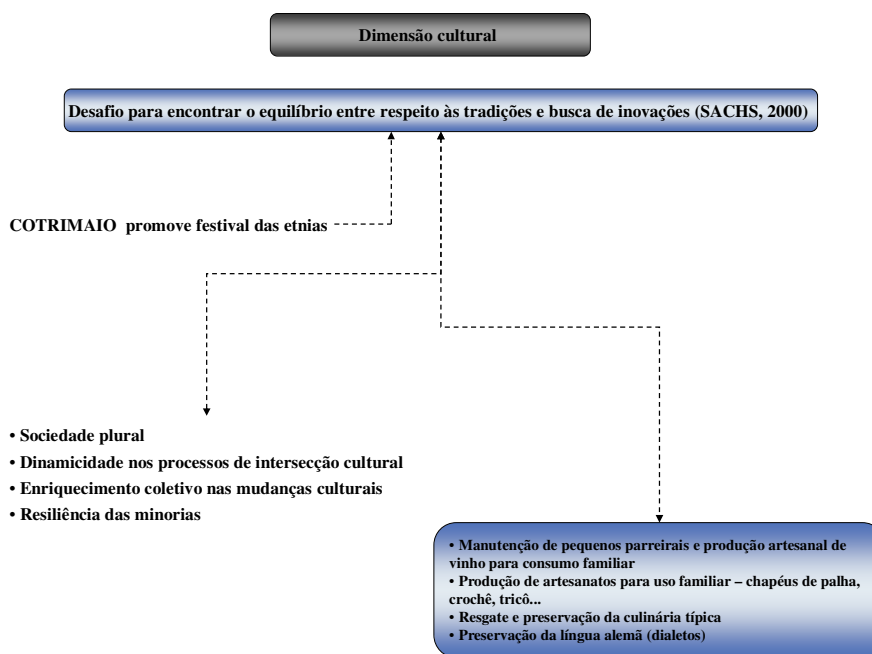 Dimensão cultural
Desafio para encontrar o equilíbrio entre respeito às tradições e busca de inovações (SACHS, 2000)
COTRIMAIO  promove festival das etnias
• Sociedade plural
• Dinamicidade nos processos de intersecção cultural
• Enriquecimento coletivo nas mudanças culturais
• Resiliência das minorias
• Manutenção de pequenos parreirais e produção artesanal de
vinho para consumo familiar
• Produção de artesanatos para uso familiar – chapéus de palha,
crochê, tricô...
• Resgate e preservação da culinária típica
• Preservação da língua alemã (dialetos)